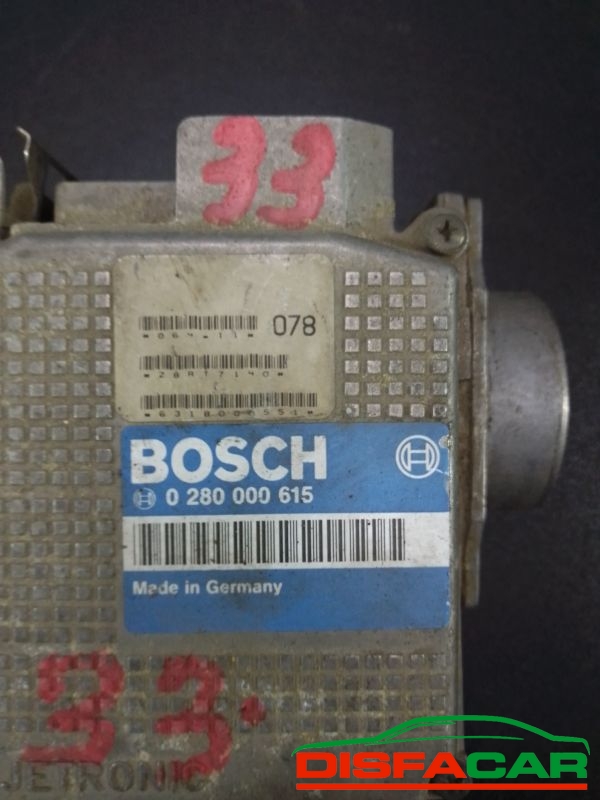 33
078
BOSCH
0 280 000 615
Made in Germany
33.
JETRONIC
DISFACAR